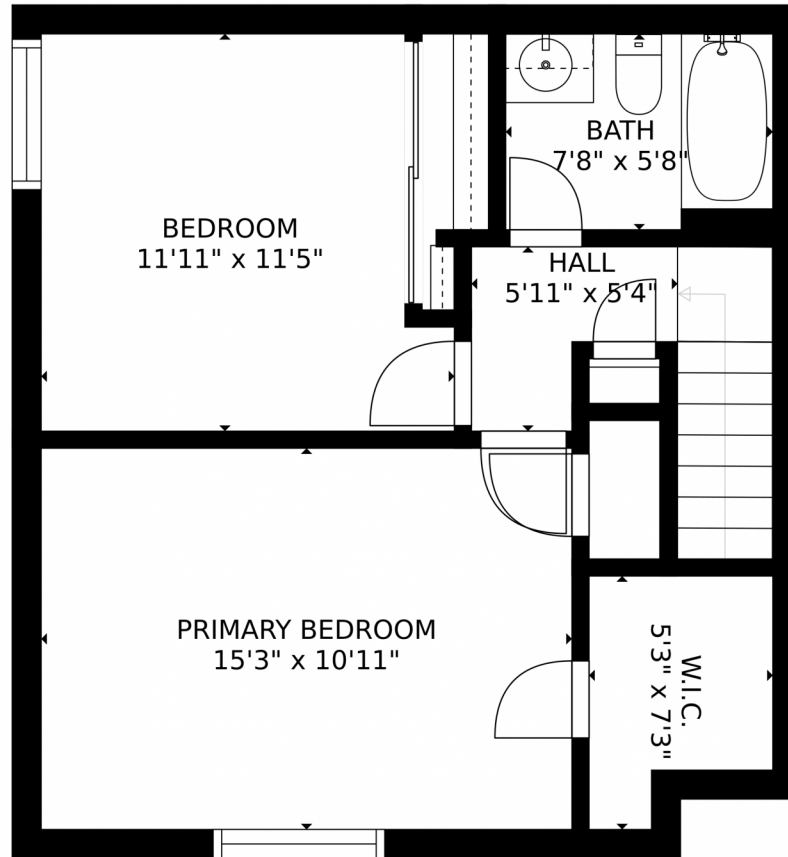 BATH
7'8" x 5'8"
BEDROOM
11'11" x 11'5"
HALL
5'11" x 5'4"
PRIMARY BEDROOM
15'3" x 10'11"
W.I.C.
5'3" x 7'3"